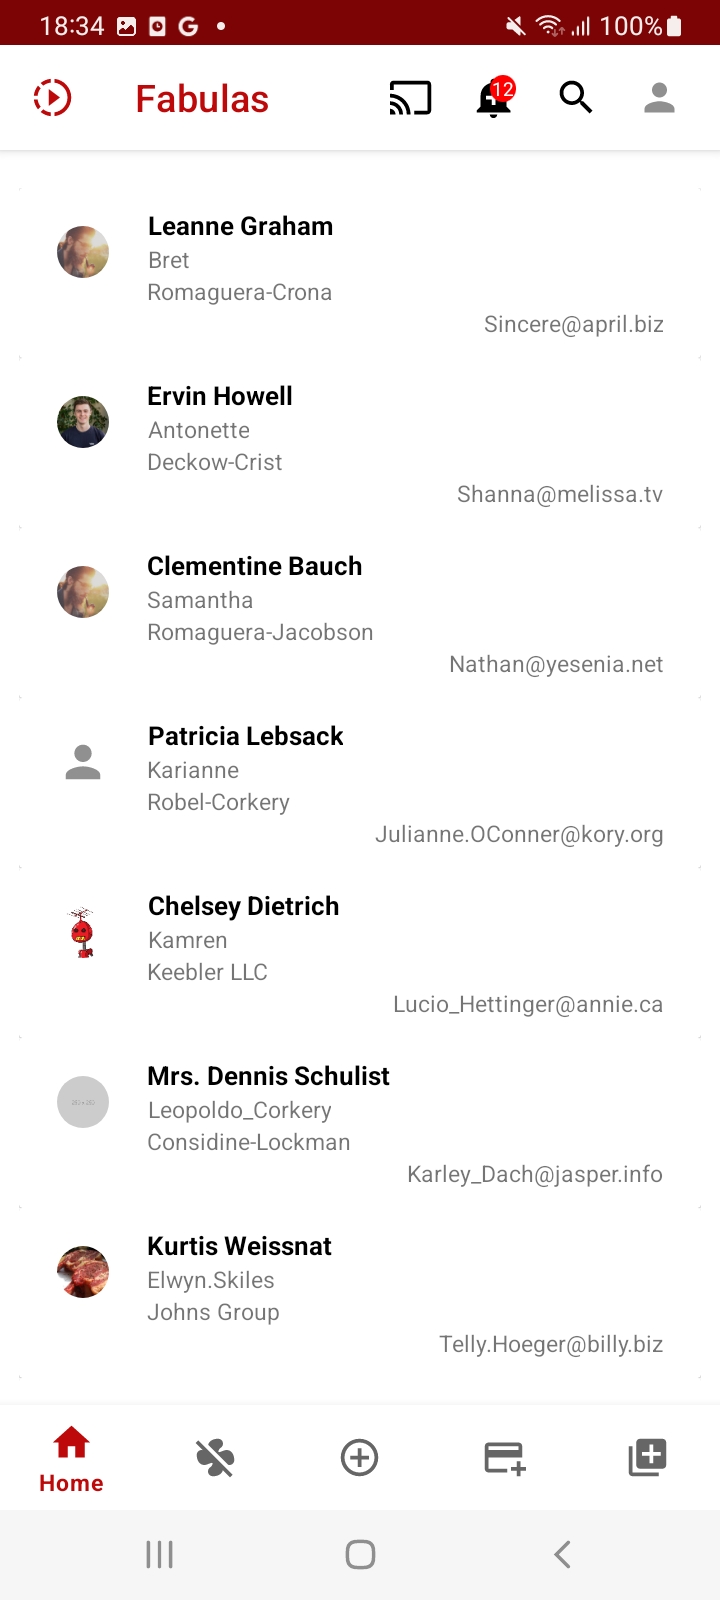 18:34
100%
Fabulas
12
Leanne Graham
Bret
Romaguera-Crona
Sincere@april.biz
Ervin Howell
Antonette
Deckow-Crist
Shanna@melissa.tv
Clementine Bauch
Samantha
Romaguera-Jacobson
Nathan@yesenia.net
Patricia Lebsack
Karianne
Robel-Corkery
Julianne.OConner@kory.org
Chelsey Dietrich
Kamren
Keebler LLC
Lucio_Hettinger@annie.ca
Mrs. Dennis Schulist
Leopoldo_Corkery
Considine-Lockman
Karley_Dach@jasper.info
Kurtis Weissnat
Elwyn.Skiles
Johns Group
Telly.Hoeger@billy.biz
Home